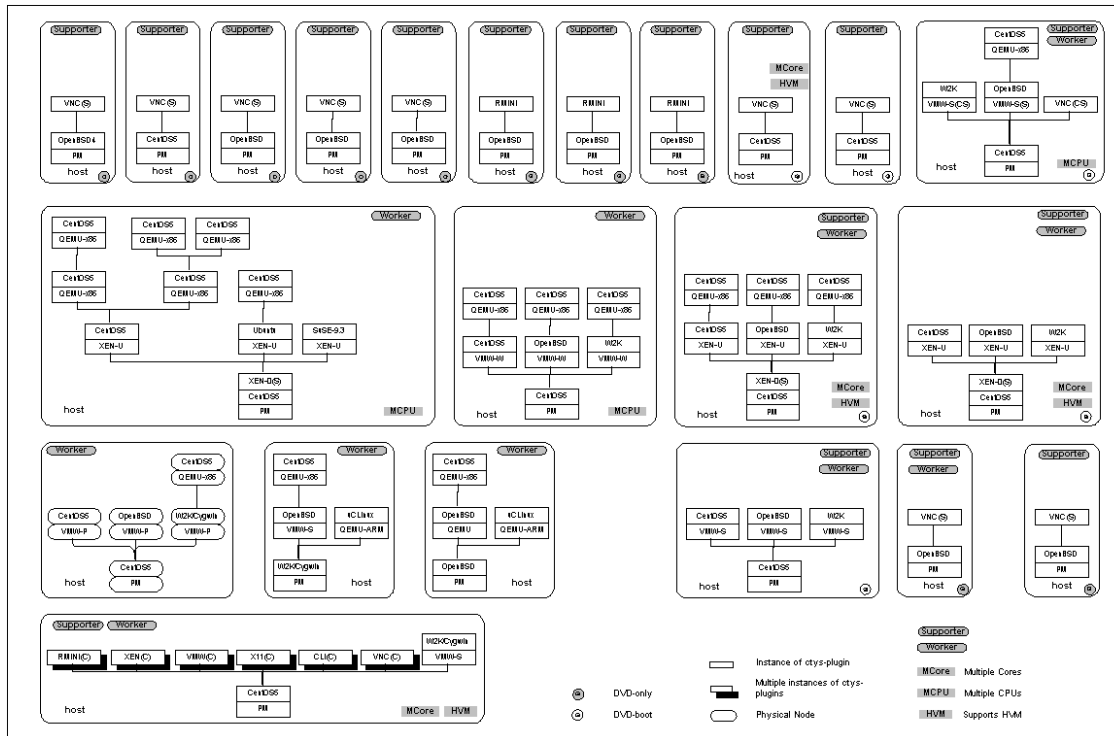 Supporter
VNC(S)
OpenBSD4
PM
host
Supporter
VNC(S)
CentOS5
PM
host
Supporter
VNC(S)
OpenBSD
PM
host
Supporter
VNC(S)
OpenBSD
PM
host
Supporter
VNC(S)
OpenBSD
PM
host
Supporter
RMINI
OpenBSD
PM
host
Supporter
RMINI
OpenBSD
PM
host
Supporter
RMINI
OpenBSD
PM
host
Supporter
MCore
HVM
VNC(S)
CentOS5
PM
host
Supporter
VNC(S)
CentOS5
PM
host
Supporter
Worker
CentOS5
QEMU-x86
W2K
VMW-S(CS)
OpenBSD
VMW-S(S)
VNC(CS)
CentOS5
PM
host
MCPU
Worker
CentOS5
QEMU-x86
CentOS5
QEMU-x86
CentOS5
QEMU-x86
CentOS5
QEMU-x86
CentOS5
QEMU-x86
CentOS5
QEMU-x86
CentOS5
XEN-U
Ubuntu
XEN-U
SuSE-9.3
XEN-U
XEN-0(S)
CentOS5
PM
host
MCPU
Worker
CentOS5
QEMU-x86
CentOS5
QEMU-x86
CentOS5
QEMU-x86
CentOS5
VMW-W
OpenBSD
VMW-W
W2K
VMW-W
CentOS5
PM
host
MCPU
Supporter
Worker
CentOS5
QEMU-x86
CentOS5
QEMU-x86
CentOS5
QEMU-x86
CentOS5
XEN-U
OpenBSD
XEN-U
W2K
XEN-U
XEN-0(S)
CentOS5
PM
host
MCore
HVM
Supporter
Worker
CentOS5
XEN-U
OpenBSD
XEN-U
W2K
XEN-U
XEN-0(S)
CentOS5
PM
host
MCore
HVM
Worker
CentOS5
QEMU-x86
CentOS5
VMW-P
OpenBSD
VMW-P
W2K/Cygwin
VMW-P
CentOS5
PM
host
Worker
CentOS5
QEMU-x86
OpenBSD
VMW-S
uCLinux
QEMU-ARM
W2K/Cygwin
PM
host
Worker
CentOS5
QEMU-x86
OpenBSD
QEMU
uCLinux
QEMU-ARM
OpenBSD
PM
host
Supporter
Worker
CentOS5
VMW-S
OpenBSD
VMW-S
W2K
VMW-S
CentOS5
PM
host
Supporter
Worker
VNC(S)
OpenBSD
PM
host
Supporter
VNC(S)
OpenBSD
PM
host
Supporter
Worker
RMINI(C)
XEN(C)
VMW(C)
X11(C)
CLI(C)
VNC(C)
W2K/Cygwin
VMW-S
CentOS5
PM
host
MCore
HVM
DVD-only
DVD-boot
Instance of ctys-plugin
Multiple instances of ctys-
plugins
Physical Node
Supporter
Worker
MCore Multiple Cores
MCPU Multiple CPUs
HVM Supports HVM